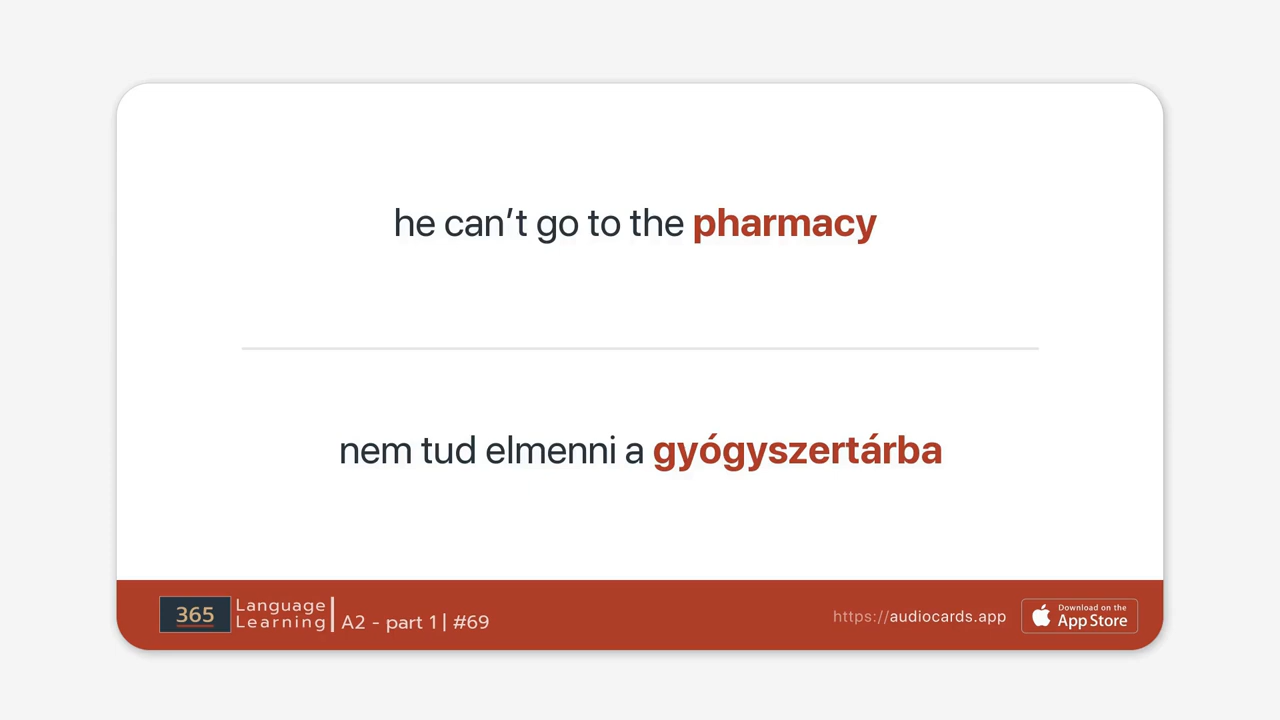 he can’t go to the pharmacy
nem tud elmenni a gyógyszertárba
365
Language
Learning
A2 - part 1 | #69
https://audiocards.app
Download on the
App Store